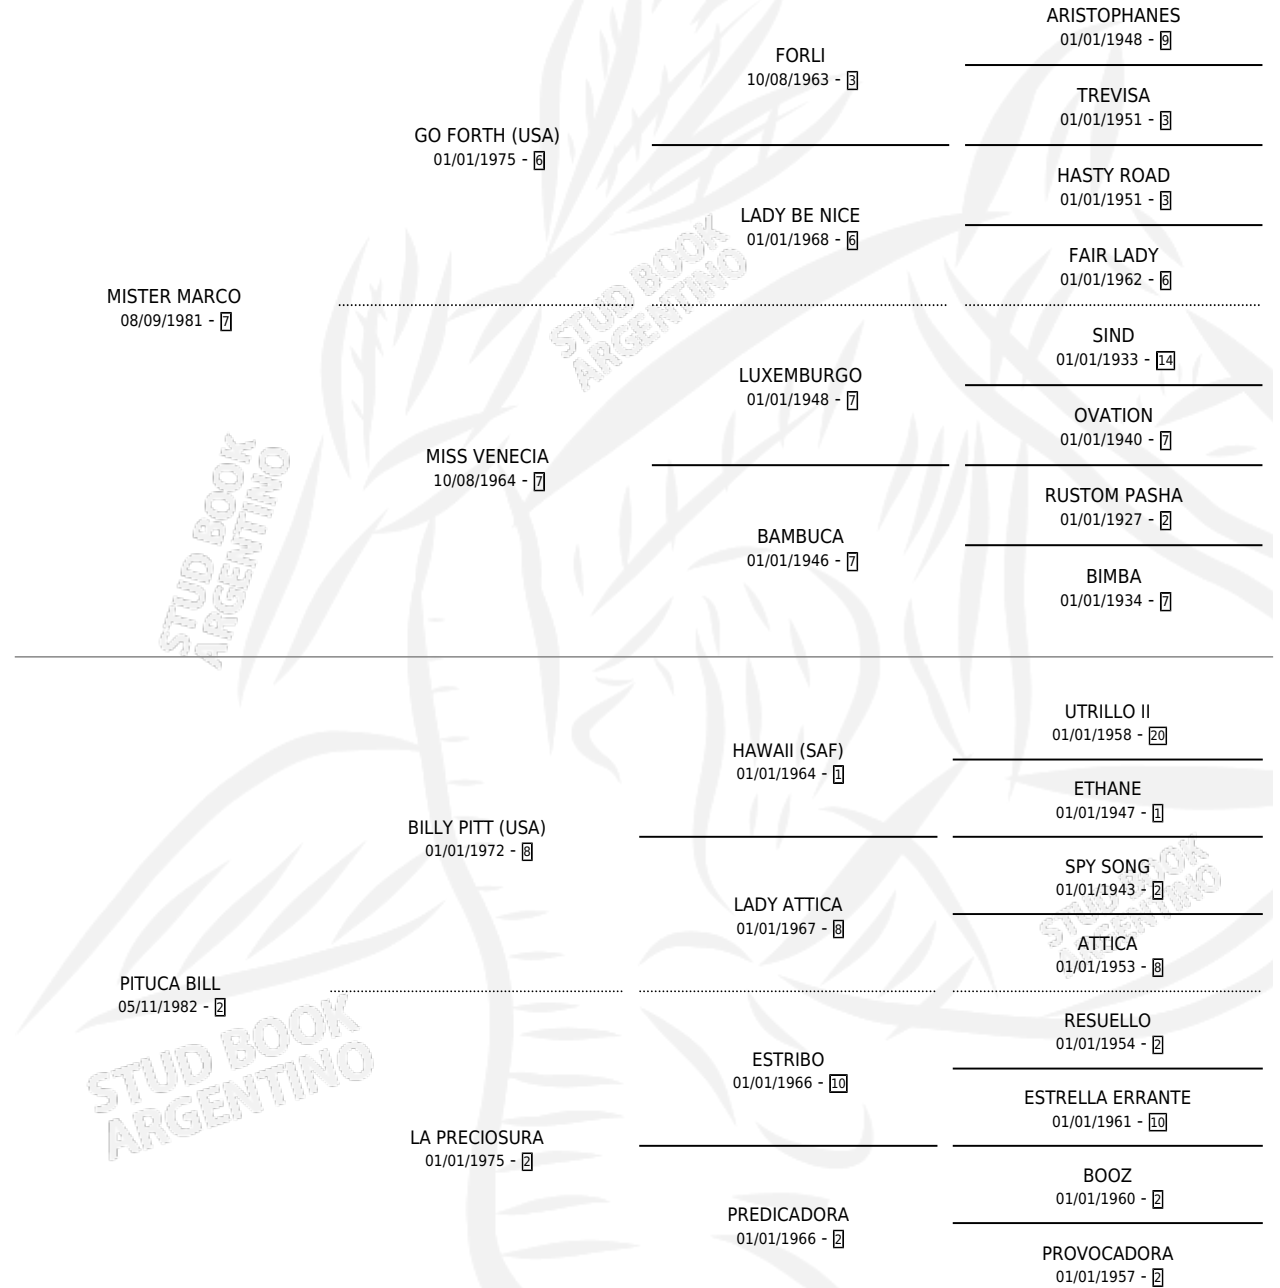 ARISTOPHANES
01/01/1948 - 9
FORLI
10/08/1963 - 3
TREVISA
01/01/1951 - 3
GO FORTH (USA)
01/01/1975 - 6
HASTY ROAD
01/01/1951 - 3
LADY BE NICE
01/01/1968 - 6
FAIR LADY
01/01/1962 - 6
MISTER MARCO
08/09/1981 - 7
STUD BOOK
ARGENTINO
SIND
01/01/1933 - 14
LUXEMBURGO
01/01/1948 - 7
OVATION
01/01/1940 - 7
MISS VENECIA
10/08/1964 - 7
RUSTOM PASHA
01/01/1927 - 2
BAMBUCA
01/01/1946 - 7
BIMBA
01/01/1934 - 7
STUD BOOK
ARGENTINO
UTRILLO II
01/01/1958 - 20
HAWAII (SAF)
01/01/1964 - 1
ETHANE
01/01/1947 - 1
BILLY PITT (USA)
01/01/1972 - 8
SPY SONG
01/01/1943 - 2
LADY ATTICA
01/01/1967 - 8
STUD BOOK
ARGENTINO
ATTICA
01/01/1953 - 8
PITUCA BILL
05/11/1982 - 2
RESUELLO
01/01/1954 - 2
STUD BOOK
ARGENTINO
ESTRIBO
01/01/1966 - 10
ESTRELLA ERRANTE
01/01/1961 - 10
LA PRECIOSURA
01/01/1975 - 2
BOOZ
01/01/1960 - 2
PREDICADORA
01/01/1966 - 2
PROVOCADORA
01/01/1957 - 2